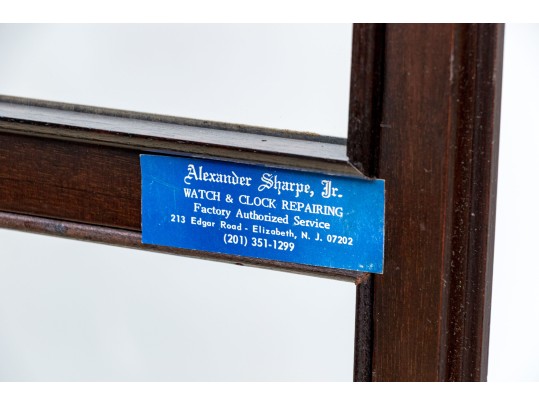 Alexander Sharpe, Jr.
WATCH & CLOCK REPAIRING
Factory Authorized Service
213 Edgar Road - Elizabeth, N. J. 07202
(201) 351-1299